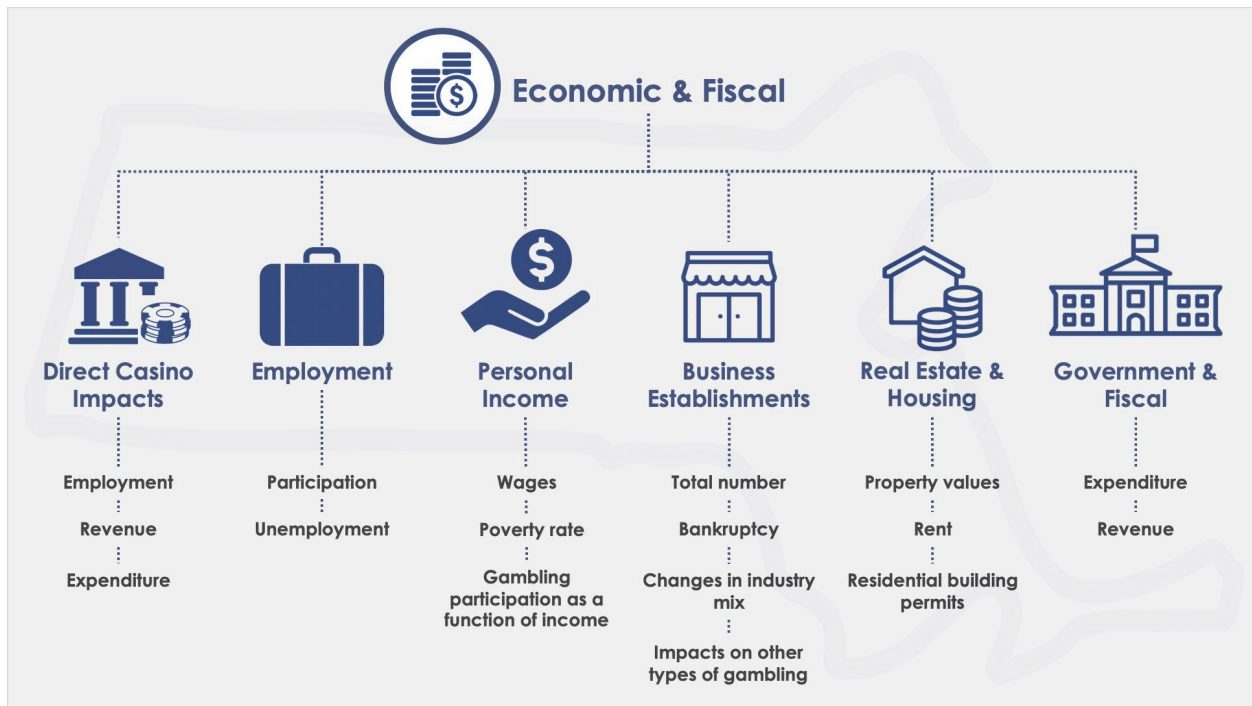 Economic & Fiscal
Direct Casino
Impacts
Employment
Revenue
Expenditure
Employment
Participation
Unemployment
Personal
Income
Wages
Poverty rate
Gambling
participation as a
function of income
Business
Establishments
Total number
Bankruptcy
Changes in industry
mix
Impacts on other
types of gambling
Real Estate &
Housing
Property values
Rent
Residential building
permits
Government &
Fiscal
Expenditure
Revenue